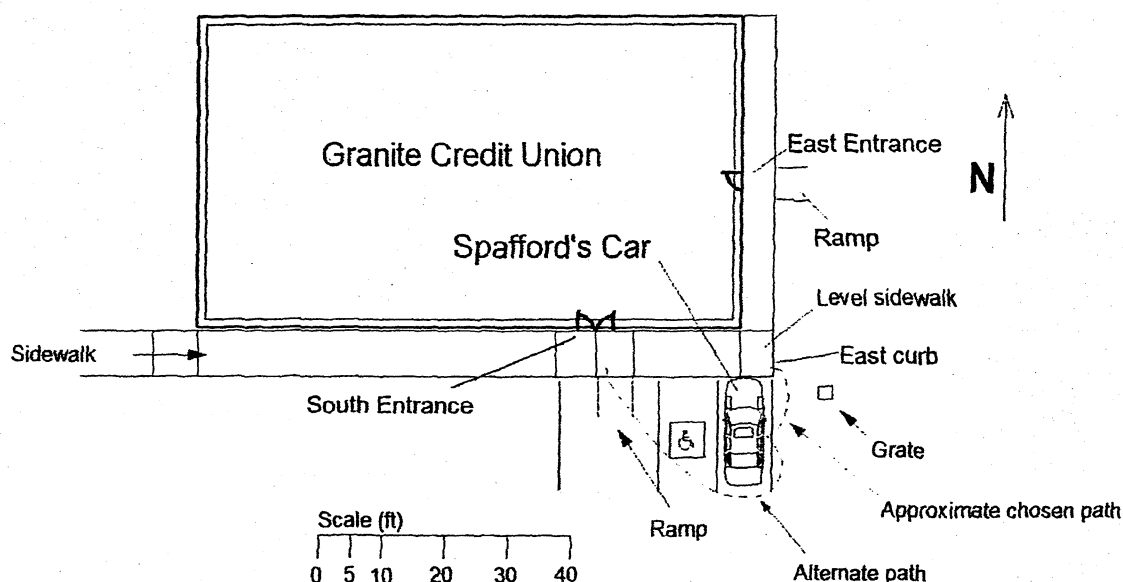 East Entrance
Granite Credit Union
N
Spafford's Car
Ramp
Level sidewalk
Sidewalk
East curb
South Entrance
Grate
Approximate chosen path
Scale (ft)
Ramp
0 5 10 20 30 40
Alternate path